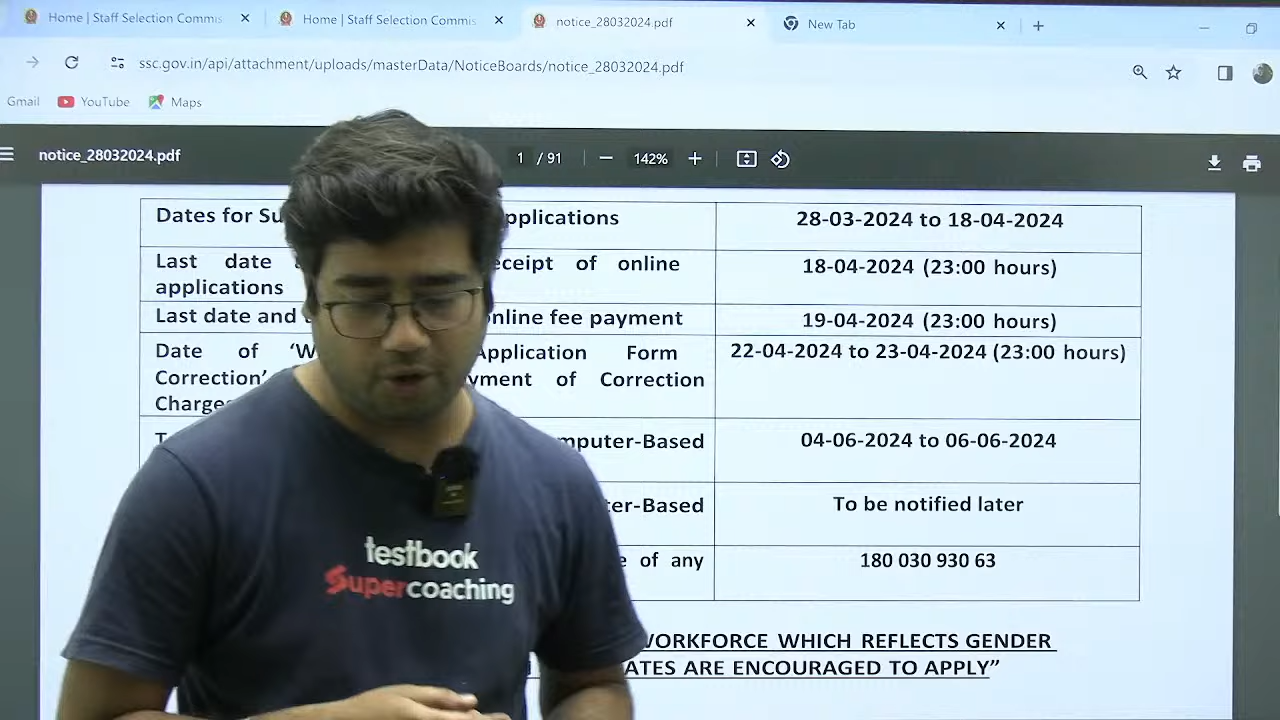 Home | Staff Selection Commis
Home | Staff Selection Commis
notice_28032024.pdf
New Tab
ssc.gov.in/api/attachment/uploads/masterData/NoticeBoards/notice_28032024.pdf
Gmail
YouTube
Maps
notice_28032024.pdf
1 / 91
142%
Dates for Su
pplications
28-03-2024 to 18-04-2024
Last date
eceipt of online
applications
18-04-2024 (23:00 hours)
Last date and
nline fee payment
19-04-2024 (23:00 hours)
Date of ‘W
Application Form
Correction’
yment of Correction
Charge
22-04-2024 to 23-04-2024 (23:00 hours)
mputer-Based
04-06-2024 to 06-06-2024
ter-Based
To be notified later
e of any
180 030 930 63
WORKFORCE WHICH REFLECTS GENDER
ATES ARE ENCOURAGED TO APPLY”
testbook
Supercoaching